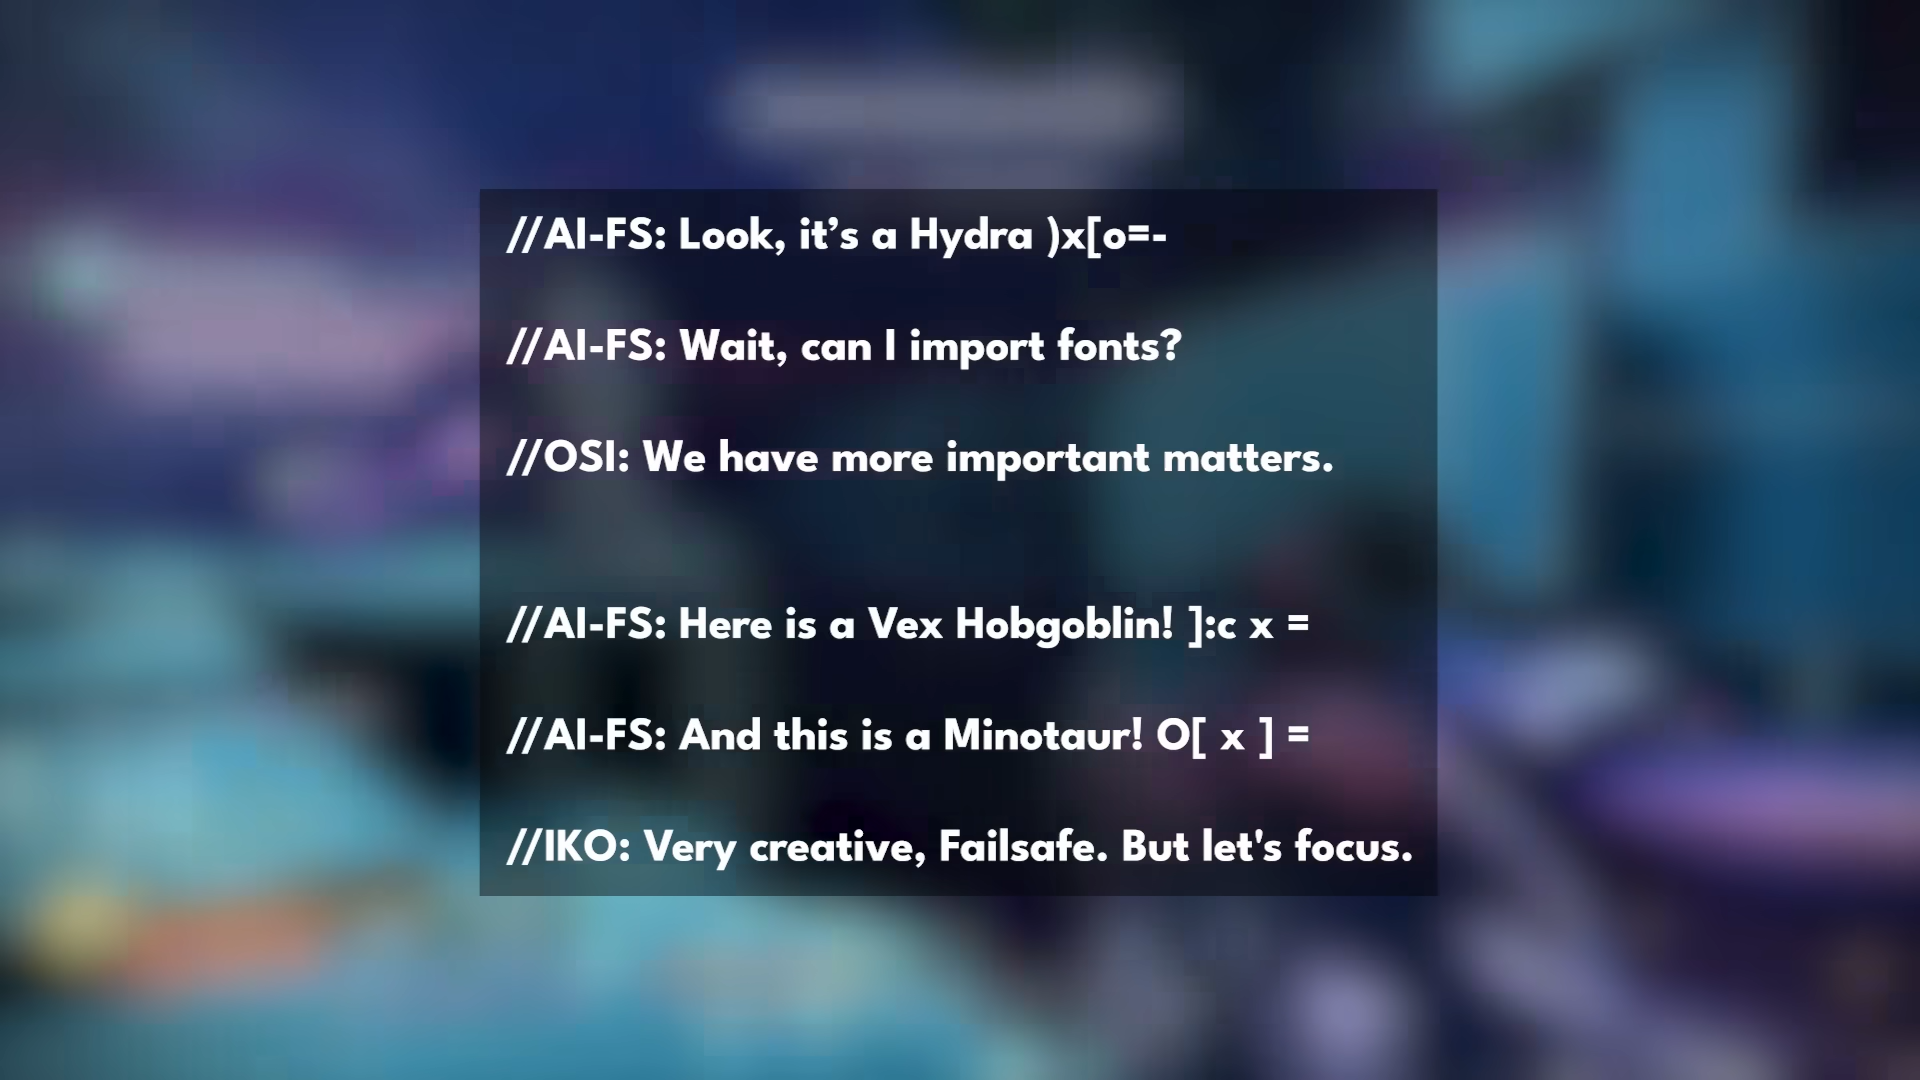 //AI-FS: Look, it’s a Hydra )x[o=-
//AI-FS: Wait, can I import fonts?
//OSI: We have more important matters.
//AI-FS: Here is a Vex Hobgoblin! ]:c x =
//AI-FS: And this is a Minotaur! O[ x ] =
//IKO: Very creative, Failsafe. But let's focus.